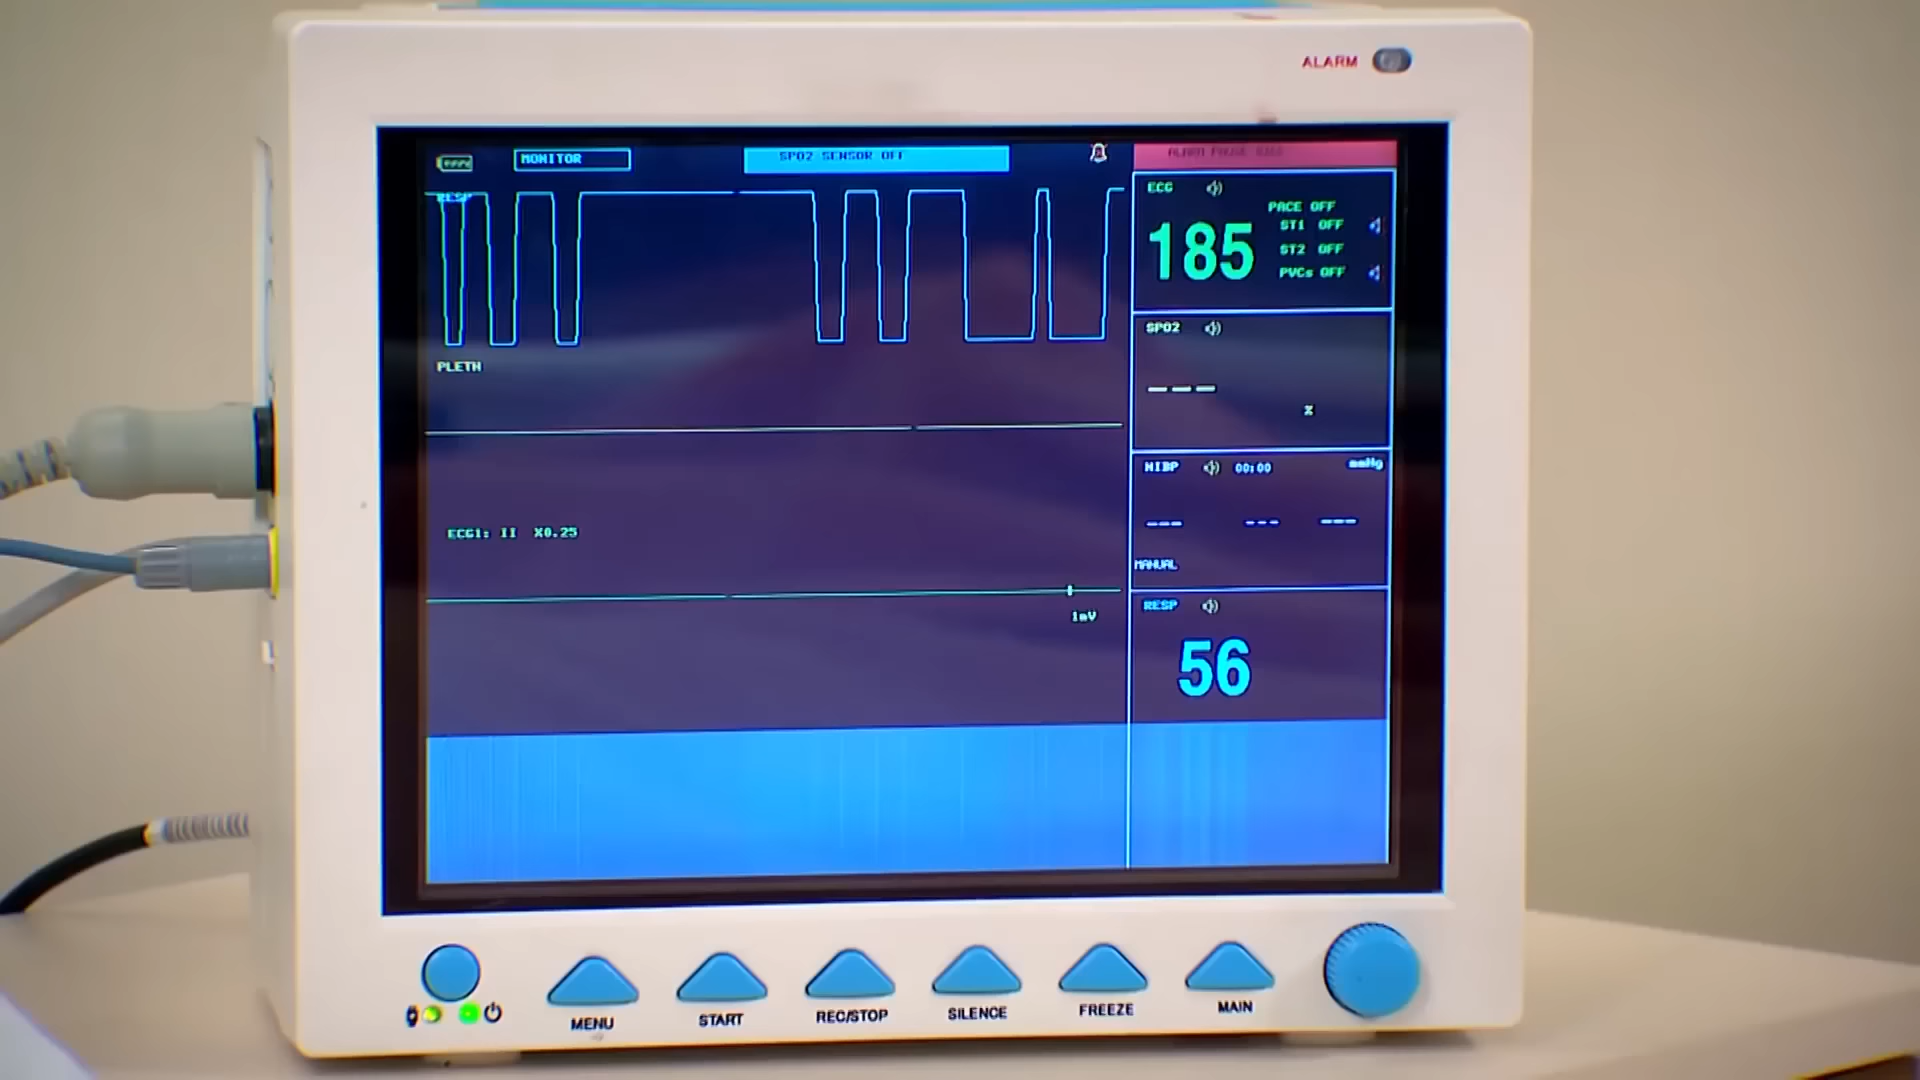 ALARM
MONITOR
SPO2 SENSOR OFF
RESP
ECG
PACE OFF
185
ST1 OFF
ST2 OFF
PVCs OFF
SPO2
PLETH
---
%
NIBP 00:00 mmHg
--- --- ---
ECG1: II X0.25
MANUAL
1mV
RESP
56
MENU
START
REC/STOP
SILENCE
FREEZE
MAIN